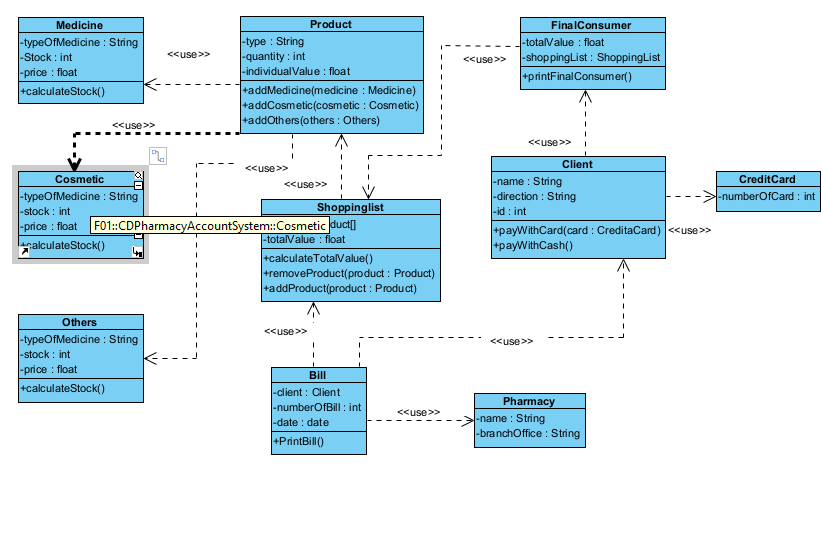 Medicine
-typeOfMedicine : String
-Stock : int
-price : float
+calculateStock()
<<use>>
Product
-type : String
-quantity : int
-individualValue : float
+addMedicine(medicine : Medicine)
+addCosmetic(cosmetic : Cosmetic)
+addOthers(others : Others)
<<use>>
FinalConsumer
-totalValue : float
-shoppingList : ShoppingList
+printFinalConsumer()
<<use>>
<<use>>
Cosmetic
-typeOfMedicine : String
-stock : int
-price : float
+calculateStock()
F01::CDPharmacyAccountSystem::Cosmetic
<<use>>
<<use>>
Client
-name : String
-direction : String
-id : int
+payWithCard(card : CreditaCard)
+payWithCash()
<<use>>
CreditCard
-numberOfCard : int
Shoppinglist
duct[]
-totalValue : float
+calculateTotalValue()
+removeProduct(product : Product)
+addProduct(product : Product)
Others
-typeOfMedicine : String
-stock : int
-price : float
+calculateStock()
<<use>>
<<use>>
Bill
-client : Client
-numberOfBill : int
-date : date
+PrintBill()
<<use>>
Pharmacy
-name : String
-branchOffice : String